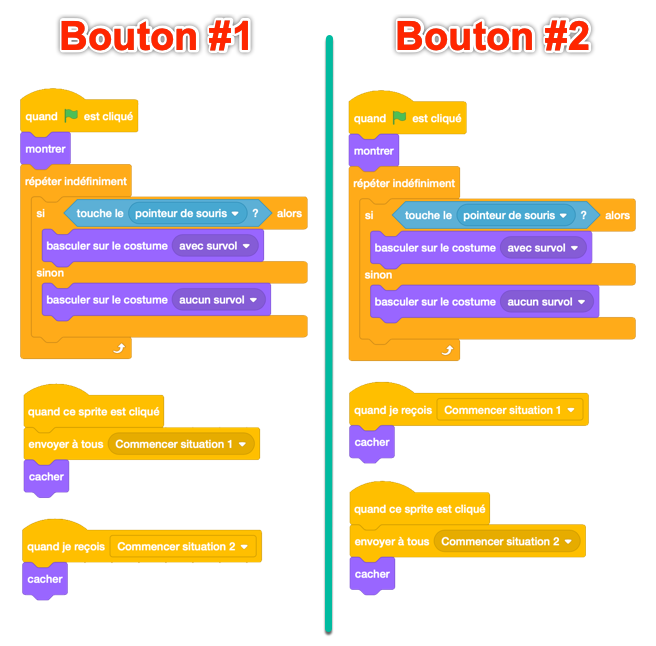 Bouton #1
quand est cliqué
montrer
répéter indéfiniment
si touche le pointeur de souris ? alors
basculer sur le costume avec survol
sinon
basculer sur le costume aucun survol
quand ce sprite est cliqué
envoyer à tous Commencer situation 1
cacher
quand je reçois Commencer situation 2
cacher
Bouton #2
quand est cliqué
montrer
répéter indéfiniment
si touche le pointeur de souris ? alors
basculer sur le costume avec survol
sinon
basculer sur le costume aucun survol
quand je reçois Commencer situation 1
cacher
quand ce sprite est cliqué
envoyer à tous Commencer situation 2
cacher